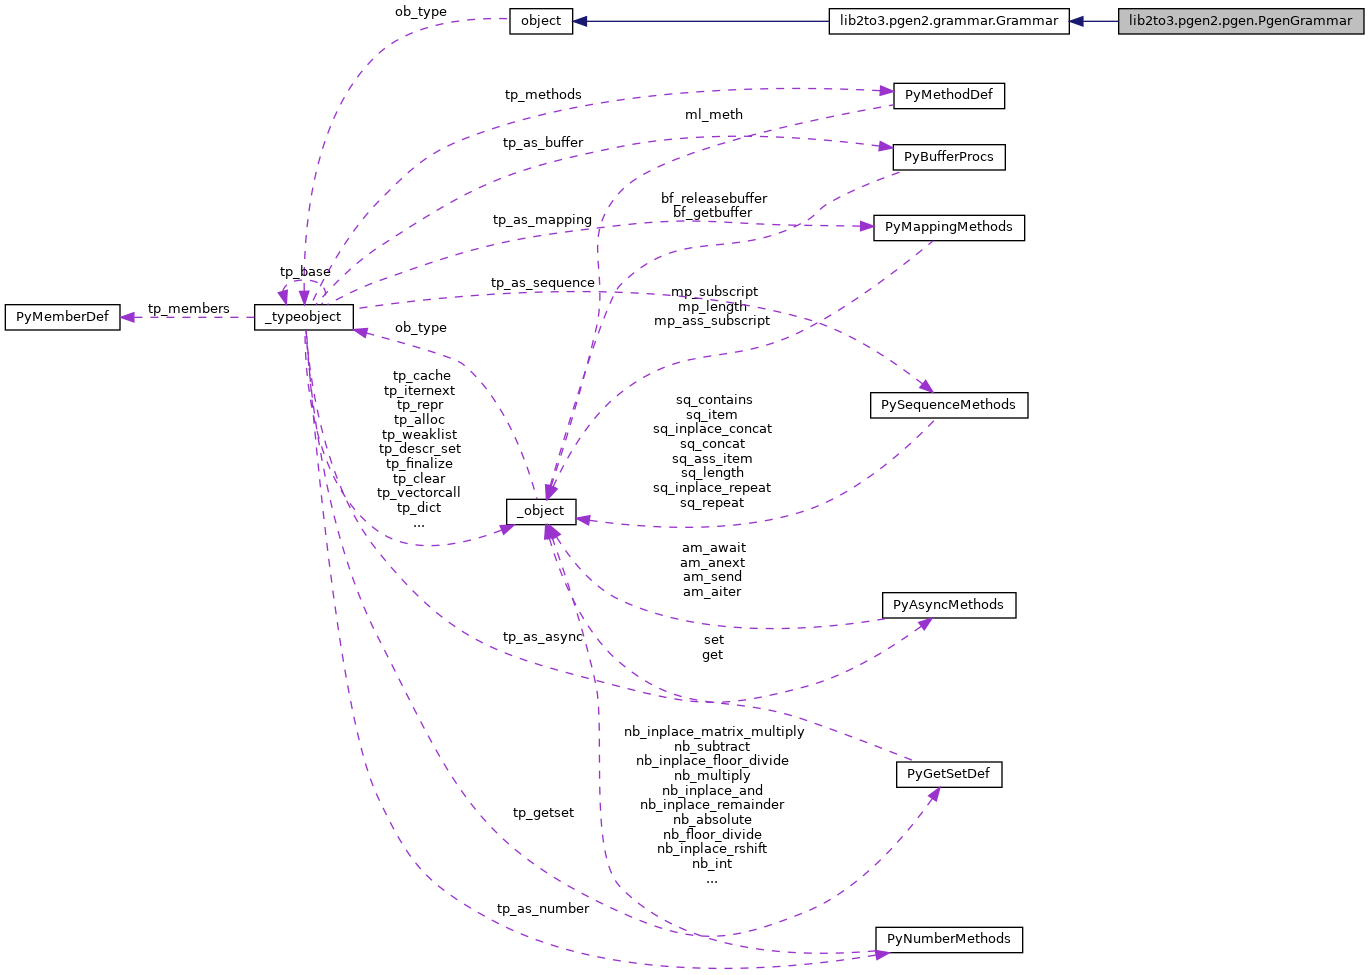 ob_type
object
lib2to3.pgen2.grammar.Grammar
lib2to3.pgen2.pgen.PgenGrammar
tp_methods
PyMethodDef
ml_meth
tp_as_buffer
PyBufferProcs
bf_releasebuffer
bf_getbuffer
tp_as_mapping
PyMappingMethods
tp_base
tp_as_sequence
mp_subscript
mp_length
mp_ass_subscript
PyMemberDef
tp_members
_typeobject
ob_type
tp_cache
tp_iternext
tp_repr
tp_alloc
tp_weaklist
tp_descr_set
tp_finalize
tp_clear
tp_vectorcall
tp_dict
...
sq_contains
sq_item
sq_inplace_concat
sq_concat
sq_ass_item
sq_length
sq_inplace_repeat
sq_repeat
PySequenceMethods
_object
am_await
am_anext
am_send
am_aiter
PyAsyncMethods
tp_as_async
set
get
nb_inplace_matrix_multiply
nb_subtract
nb_inplace_floor_divide
nb_multiply
nb_inplace_and
nb_inplace_remainder
nb_absolute
nb_floor_divide
nb_inplace_rshift
nb_int
...
PyGetSetDef
tp_getset
tp_as_number
PyNumberMethods